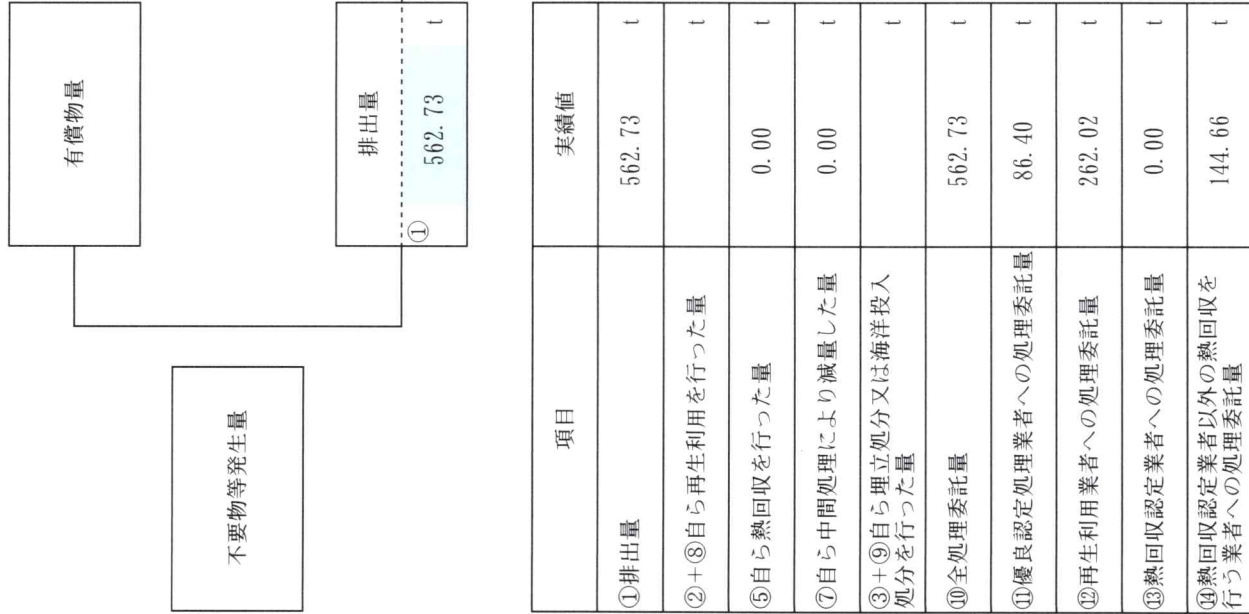 有償物量
不要物等発生量
排出量
① 562.73 t
項目 実績値
①排出量 562.73 t
②+⑧自ら再生利用を行った量 t
⑤自ら熱回収を行った量 0.00 t
⑦自ら中間処理により減量した量 0.00 t
③+⑨自ら埋立処分又は海洋投入
処分を行った量 t
⑩全処理委託量 562.73 t
⑪優良認定処理業者への処理委託量 86.40 t
⑫再生利用業者への処理委託量 262.02 t
⑬熱回収認定業者への処理委託量 0.00 t
⑭熱回収認定業者以外の熱回収を
行う業者への処理委託量 144.66 t